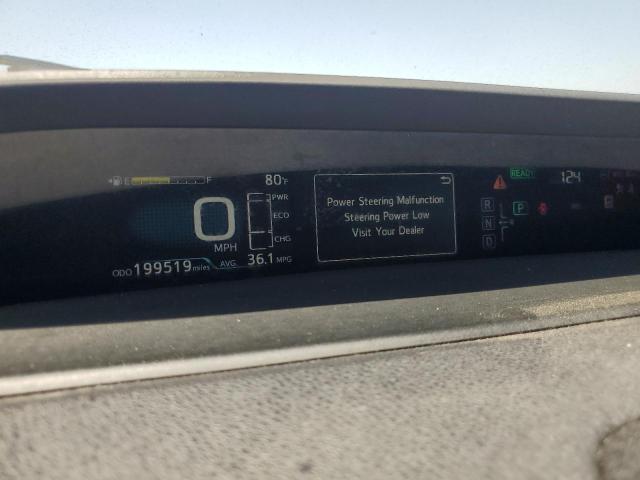 E F
80°F
READY
124
PWR
ECO
CHG
0
MPH
Power Steering Malfunction
Steering Power Low
Visit Your Dealer
R
N
D
P
ODO 199519 miles AVG. 36.1 MPG